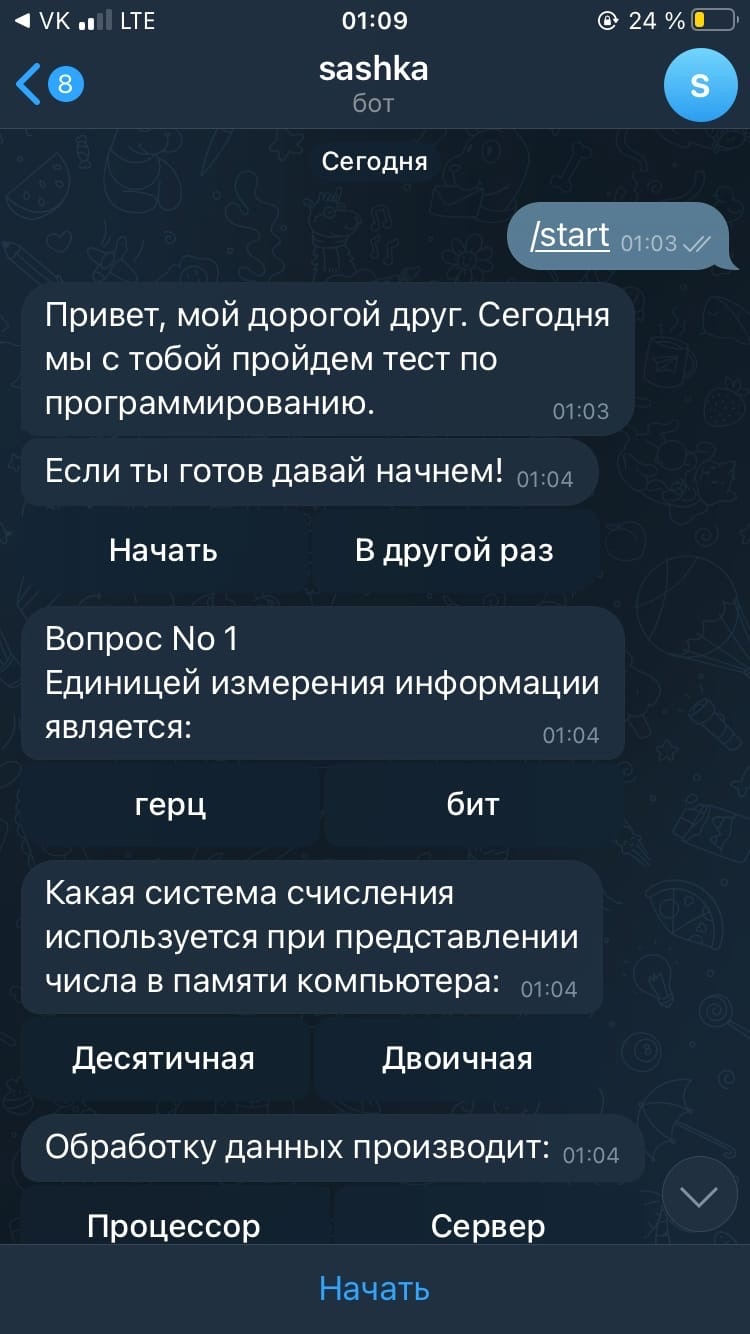 VK LTE 01:09 24 %
8 sashka S
бот
Сегодня
/start 01:03
Привет, мой дорогой друг. Сегодня
мы с тобой пройдем тест по
программированию. 01:03
Если ты готов давай начнем! 01:04
Начать В другой раз
Вопрос No 1
Единицей измерения информации
является: 01:04
герц бит
Какая система счисления
используется при представлении
числа в памяти компьютера: 01:04
Десятичная Двоичная
Обработку данных производит: 01:04
Процессор Сервер
Начать